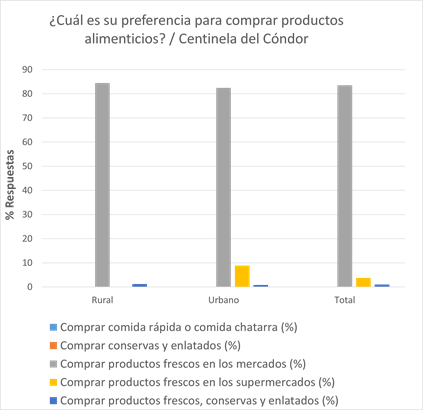 ¿Cuál es su preferencia para comprar productos
alimenticios? / Centinela del Cóndor
% Respuestas
90
80
70
60
50
40
30
20
10
0
Rural
Urbano
Total
Comprar comida rápida o comida chatarra (%)
Comprar conservas y enlatados (%)
Comprar productos frescos en los mercados (%)
Comprar productos frescos en los supermercados (%)
Comprar productos frescos, conservas y enlatados (%)